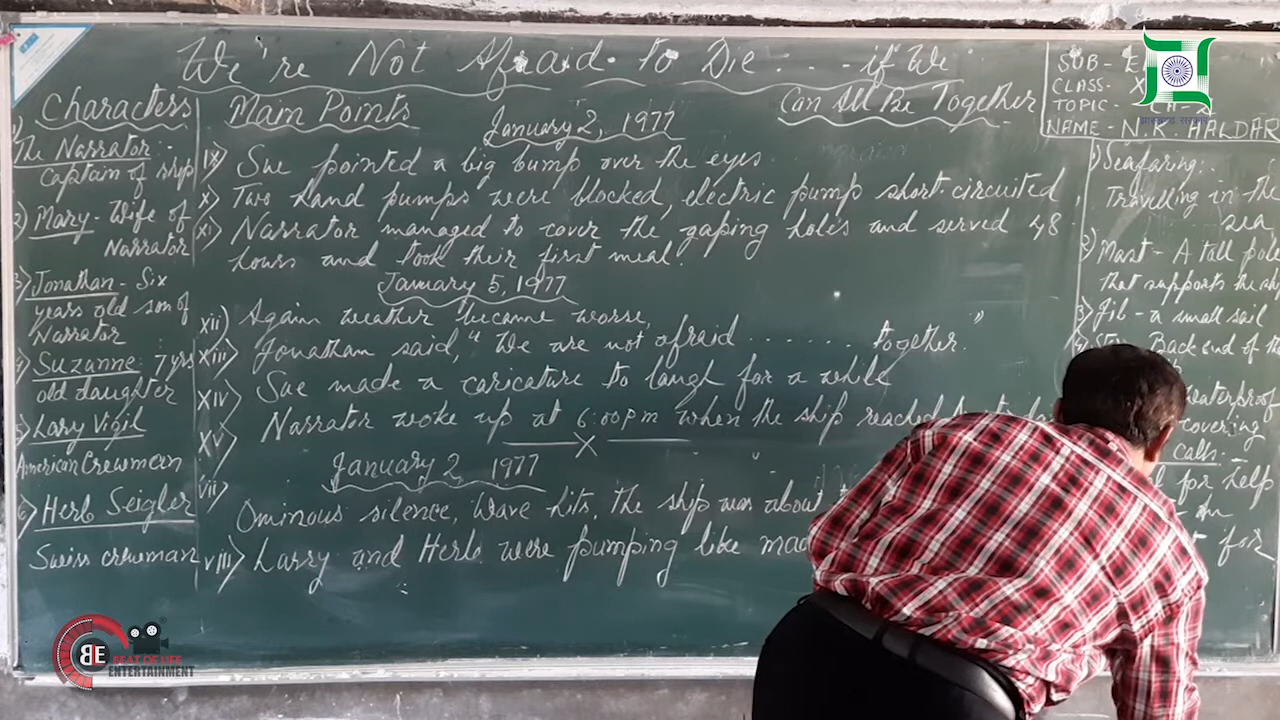 We're Not Afraid to Die... if We
Can All Be Together
SUB-
CLASS-
TOPIC -
NAME - N.K. HALDAR
Characters
1)
The Narrator -
Captain of ship
2) Mary - Wife of
Narrator
3) Jonathan - Six
years old son of
Narrator
4) Suzanne - 7 yrs
old daughter
5) Lary Vigil
American Crewman
6) Herb Seigler
Swiss crewman
Main Points
January 2, 1977
ix) Sue pointed a big bump over the eyes.
x) Two hand pumps were blocked, electric pump short-circuited
xi) Narrator managed to cover the gaping holes and served 48
hours and took their first meal.
January 5, 1977
xii) Again weather became worse,
xiii) Jonathan said, "We are not afraid ....... together."
xiv) Sue made a caricature to laugh for a while
xv) Narrator woke up at 6:00 pm when the ship reached
January 2, 1977
vii) Ominous silence, Wave hits, the ship was about
viii) Larry and Herb were pumping like mad
1) Seafaring:-
Travelling in the
sea
2) Mast - A tall pole
that supports the
3) Jib - a small sail
Back end of
waterproof
covering
calls -
for help
for
झारखण्ड सरकार
BEAT OF LIFE
ENTERTAINMENT